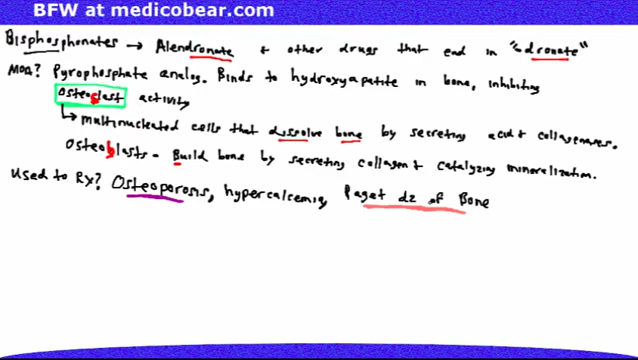 BFW at medicobear.com
Bisphosphonates → Alendronate + other drugs that end in "dronate"
MOA? Pyrophosphate analog. Binds to hydroxyapatite in bone, inhibiting
Osteoclast activity
↳ multinucleated cells that dissolve bone by secreting acid + collagenases.
Osteoblasts - Build bone by secreting collagen + catalyzing mineralization.
Used to Rx? Osteoporosis, hypercalcemia, Paget dz of Bone